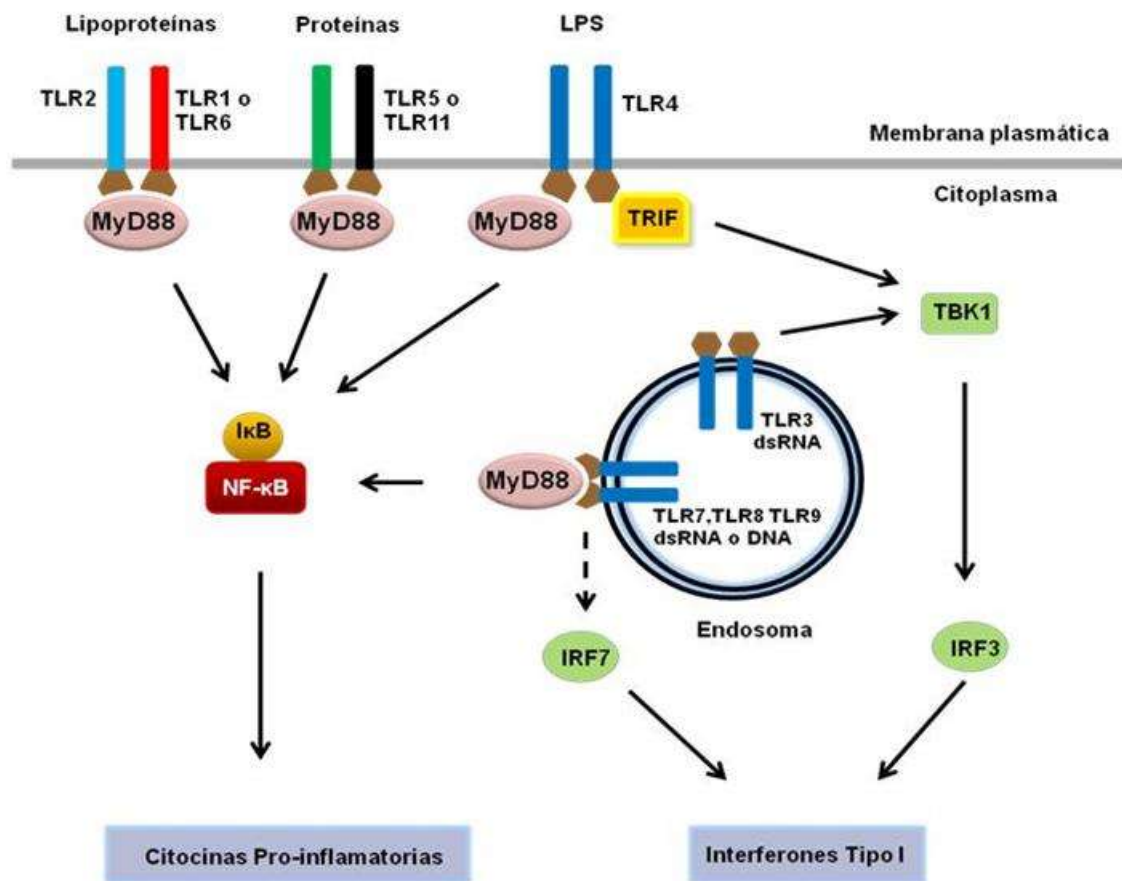 Lipoproteínas
Proteínas
LPS
TLR2
TLR1 o
TLR6
TLR5 o
TLR11
TLR4
Membrana plasmática
Citoplasma
MyD88
MyD88
MyD88
TRIF
TBK1
TLR3
dsRNA
IκB
NF-κB
MyD88
TLR7,TLR8 TLR9
dsRNA o DNA
Endosoma
IRF7
IRF3
Citocinas Pro-inflamatorias
Interferones Tipo I